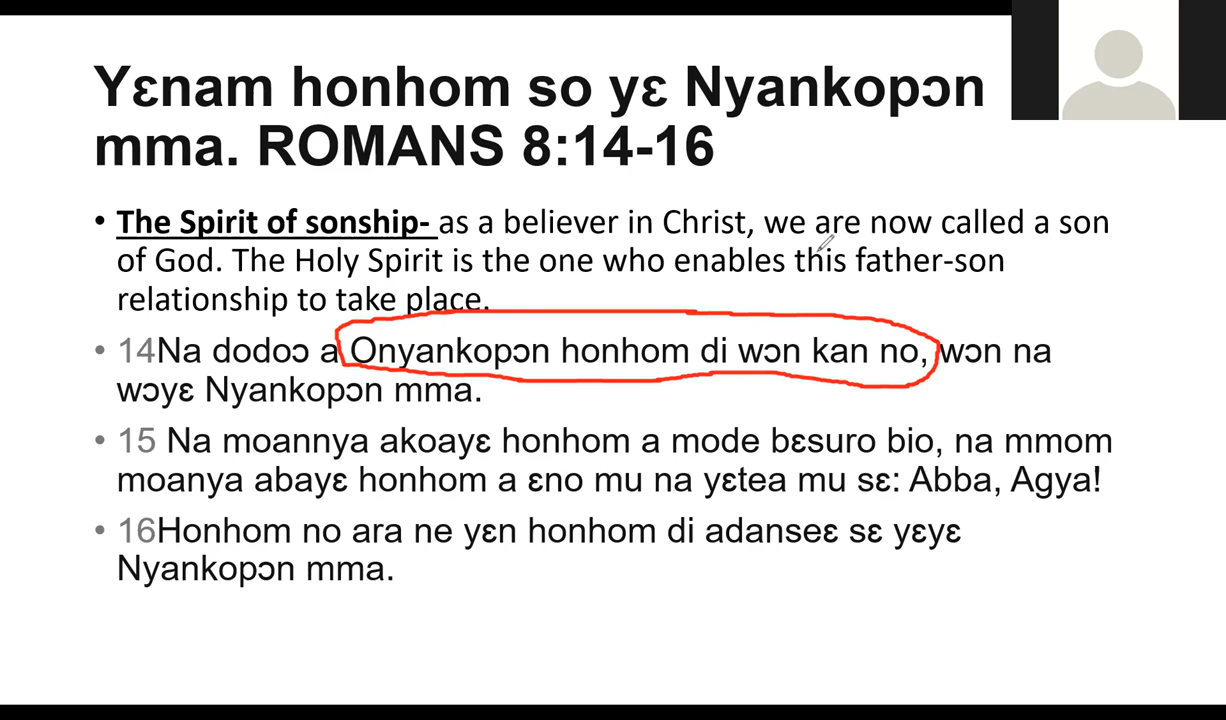 Yɛnam honhom so yɛ Nyankopɔn
mma. ROMANS 8:14-16
• The Spirit of sonship- as a believer in Christ, we are now called a son
of God. The Holy Spirit is the one who enables this father-son
relationship to take place.
• 14Na dodoɔ a Onyankopɔn honhom di wɔn kan no, wɔn na
wɔyɛ Nyankopɔn mma.
• 15 Na moannya akoayɛ honhom a mode bɛsuro bio, na mmom
moanya abayɛ honhom a ɛno mu na yɛtea mu sɛ: Abba, Agya!
• 16Honhom no ara ne yɛn honhom di adanseɛ sɛ yɛyɛ
Nyankopɔn mma.